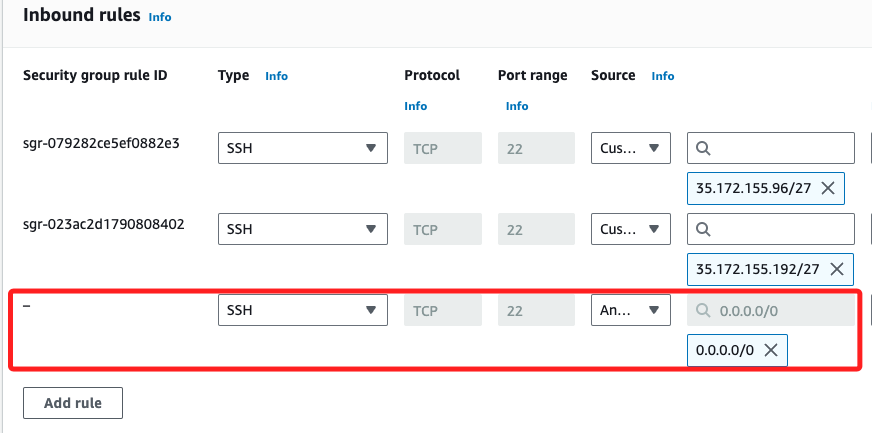 Inbound rules Info
Security group rule ID Type Info Protocol Port range Source Info
Info Info
sgr-079282ce5ef0882e3 SSH TCP 22 Cus...
35.172.155.96/27
sgr-023ac2d1790808402 SSH TCP 22 Cus...
35.172.155.192/27
– SSH TCP 22 An... 0.0.0.0/0
0.0.0.0/0
Add rule